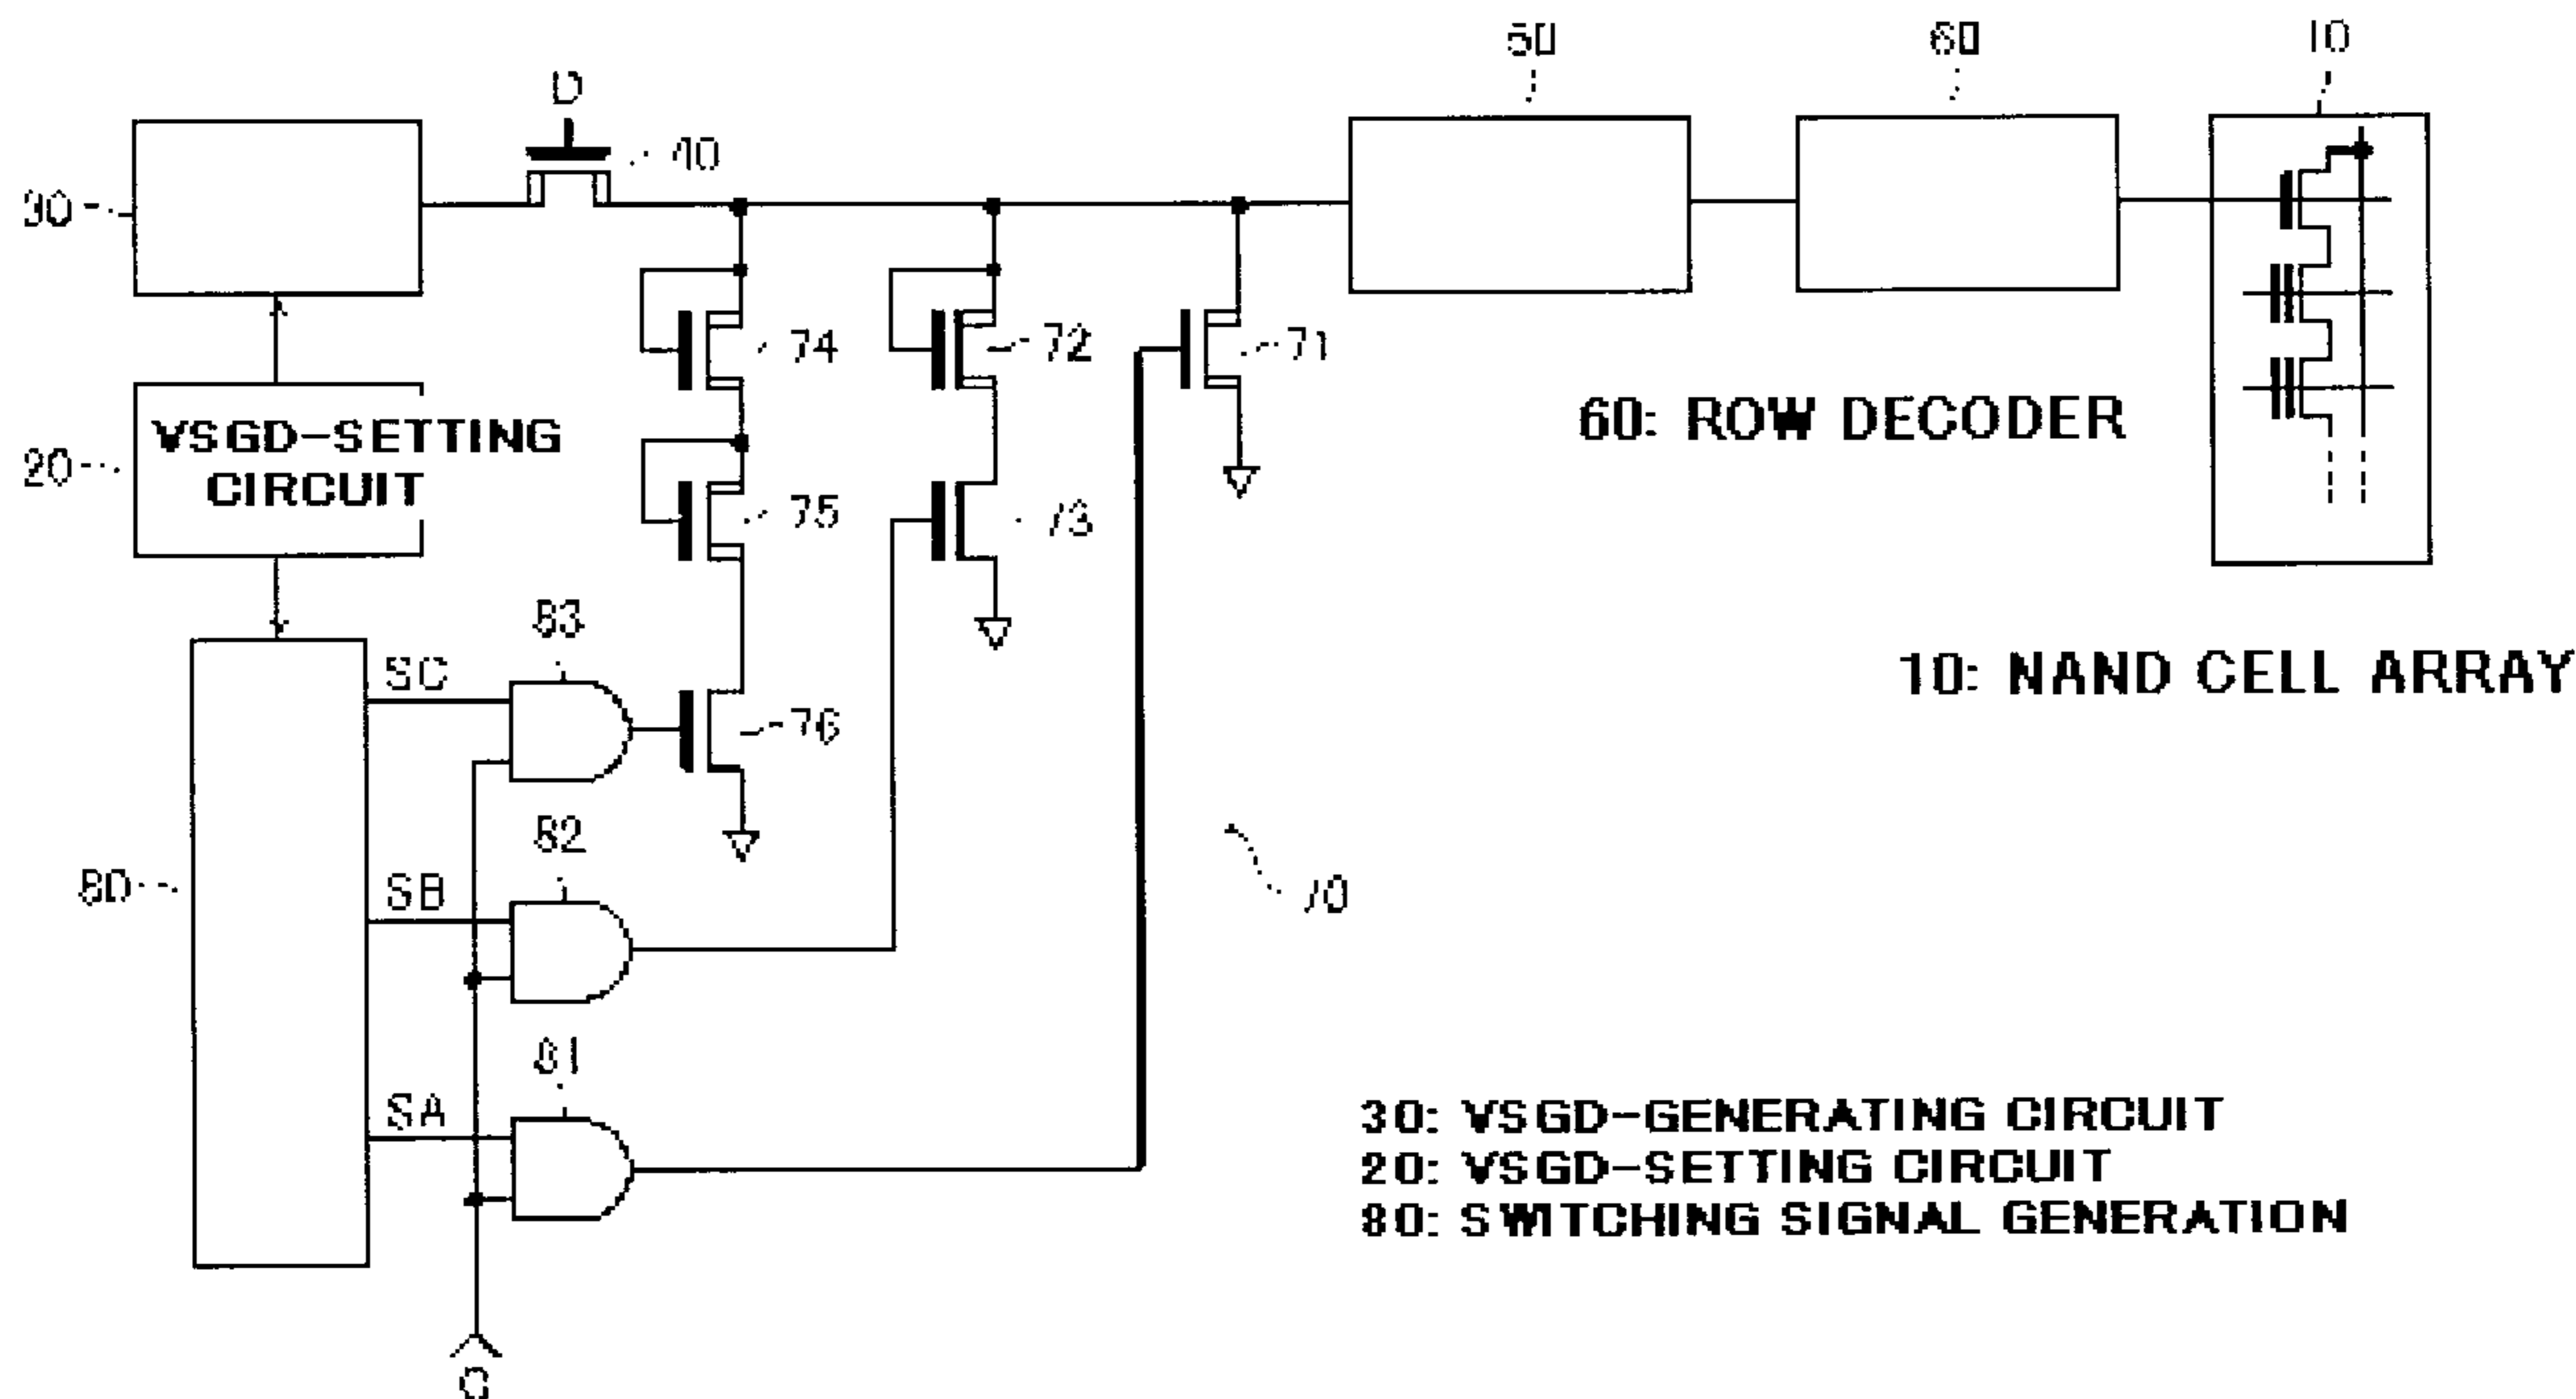 50
60
10
D
40
30
74
72
71
VSGD-SETTING
CIRCUIT
20
60: ROW DECODER
75
73
83
SC
76
10: NAND CELL ARRAY
82
80
SB
70
81
SA
30: VSGD-GENERATING CIRCUIT
20: VSGD-SETTING CIRCUIT
80: SWITCHING SIGNAL GENERATION